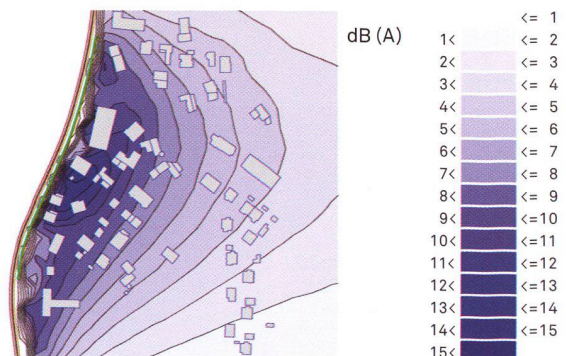 dB (A)
<= 1
1< <= 2
2< <= 3
3< <= 4
4< <= 5
5< <= 6
6< <= 7
7< <= 8
8< <= 9
9< <=10
10< <=11
11< <=12
12< <=13
13< <=14
14< <=15
15<